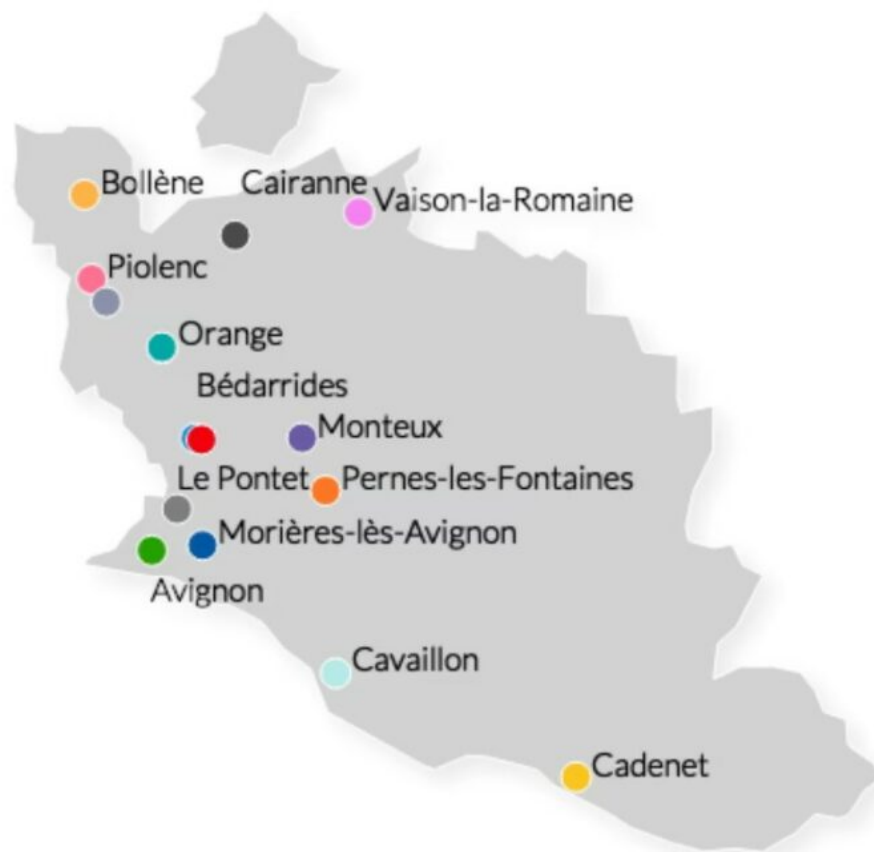 Bollène
Cairanne
Vaison-la-Romaine
Piolenc
Orange
Bédarrides
Monteux
Le Pontet
Pernes-les-Fontaines
Morières-lès-Avignon
Avignon
Cavaillon
Cadenet